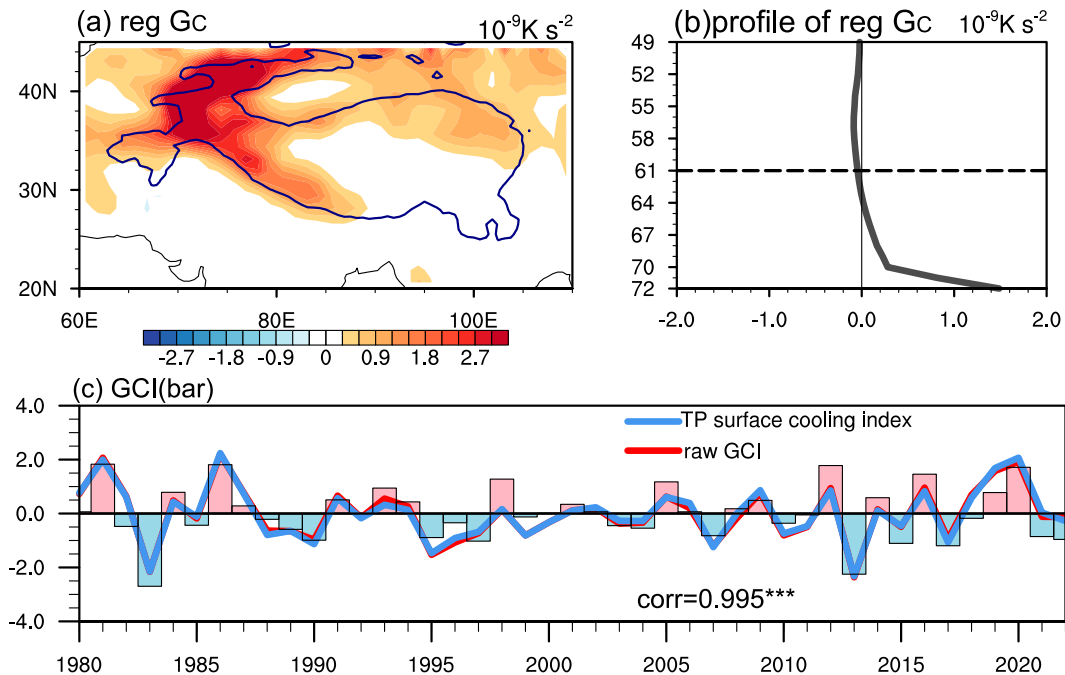 (a) reg GC 10⁻⁹K s⁻²
40N
30N
20N
60E 80E 100E
-2.7 -1.8 -0.9 0 0.9 1.8 2.7
(b)profile of reg GC 10⁻⁹K s⁻²
49
52
55
58
61
64
67
70
72
-2.0 -1.0 0.0 1.0 2.0
(c) GCI(bar)
4.0
2.0
0.0
-2.0
-4.0
TP surface cooling index
raw GCI
corr=0.995***
1980 1985 1990 1995 2000 2005 2010 2015 2020